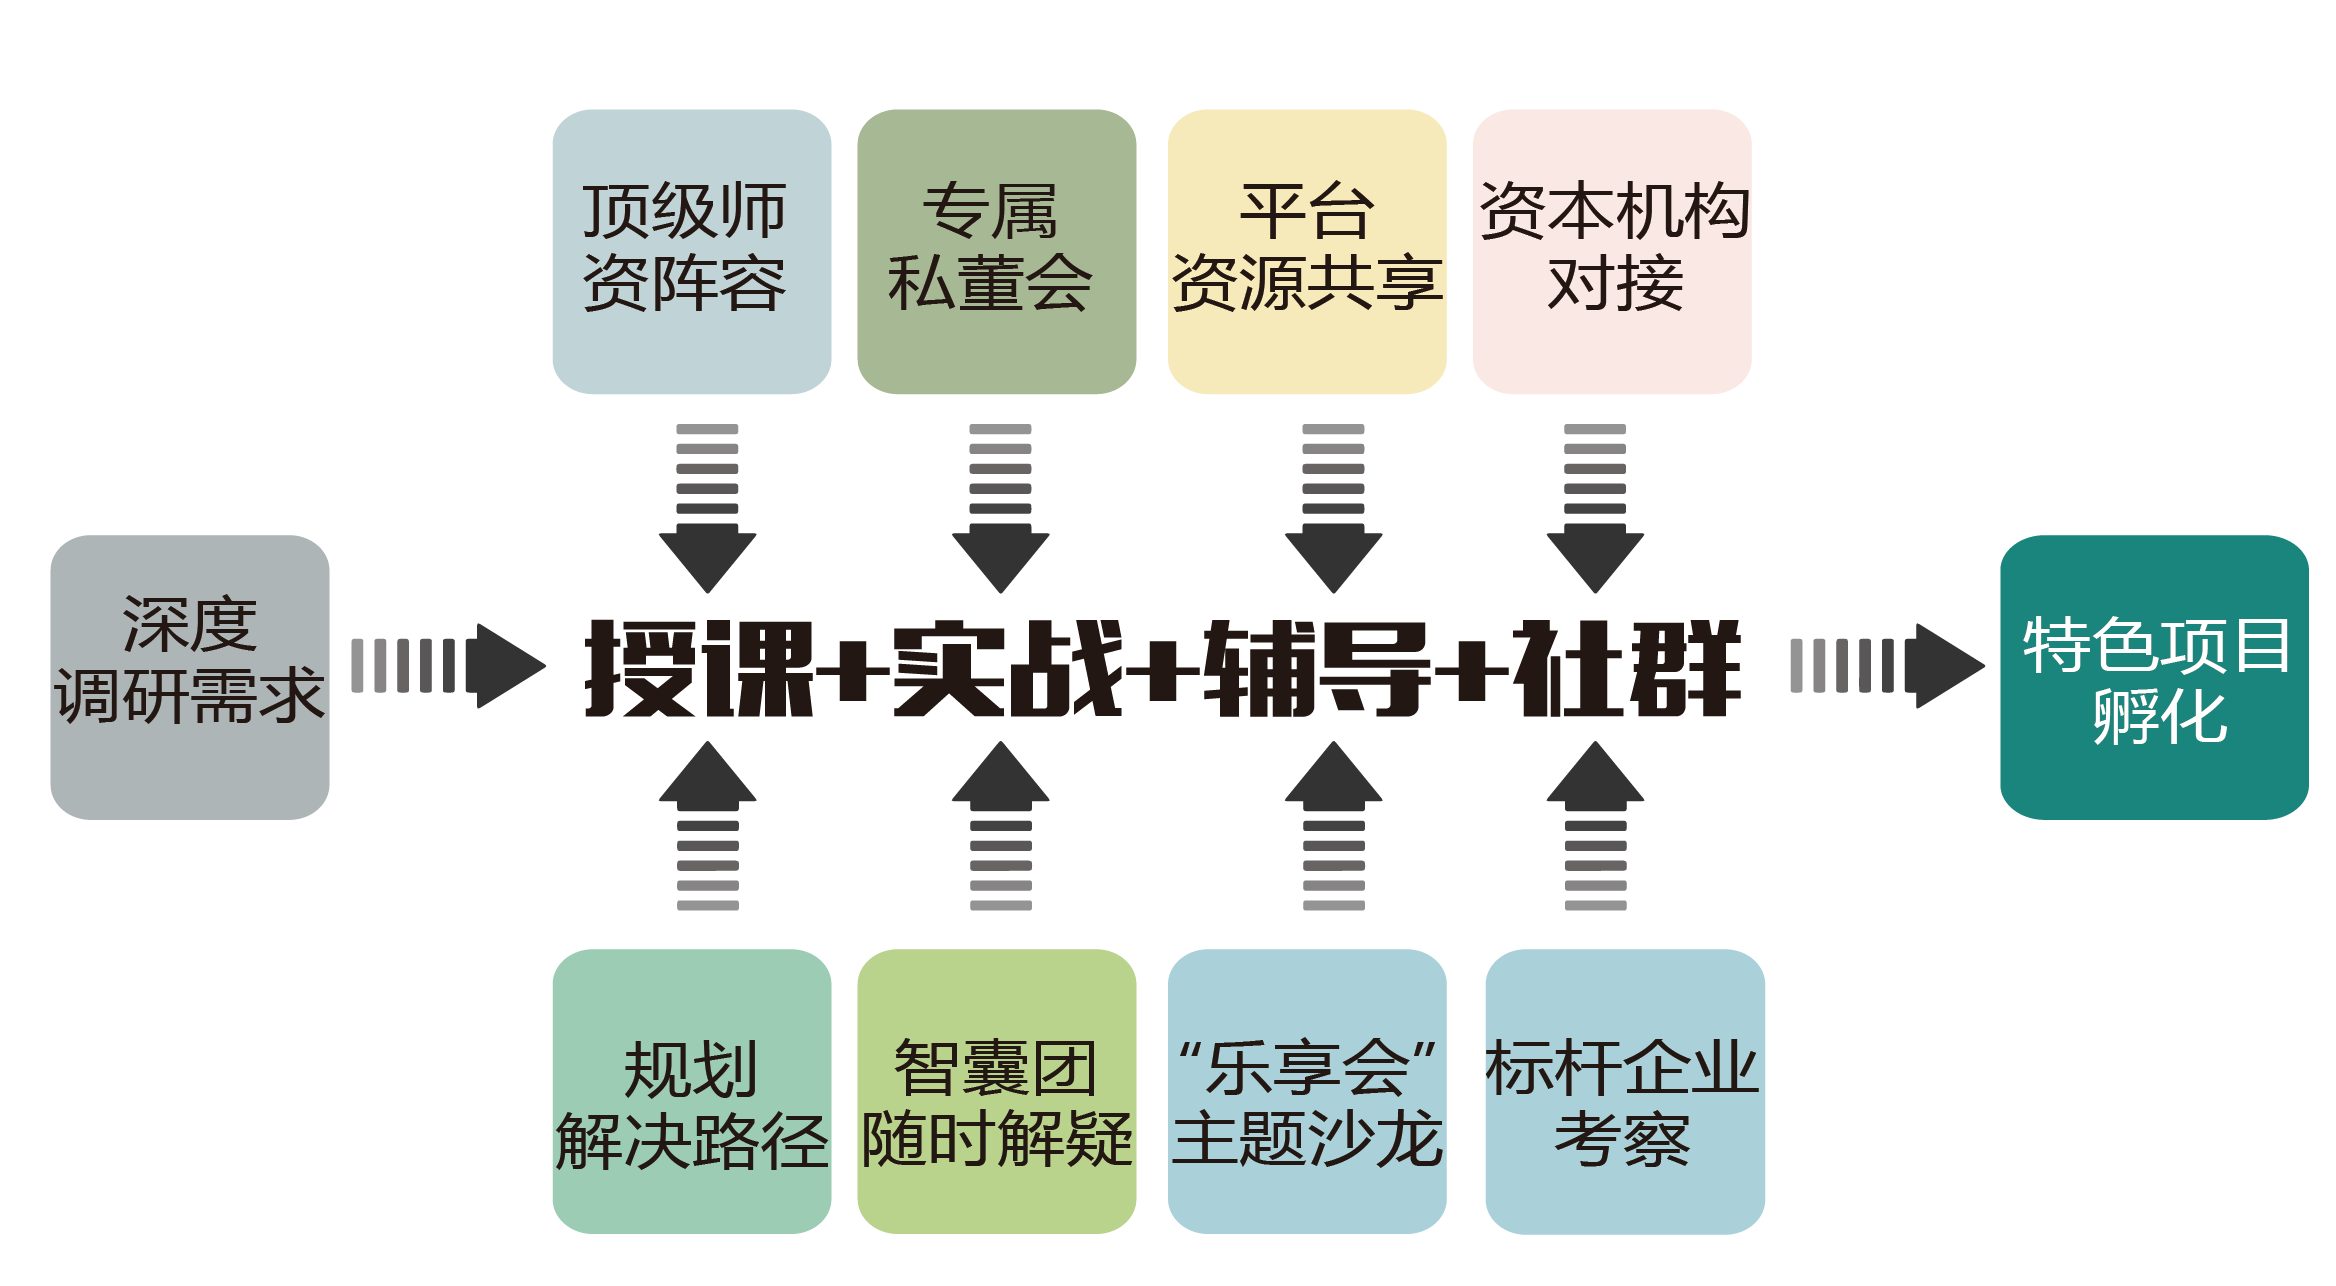 顶级师
资阵容
专属
私董会
平台
资源共享
资本机构
对接
深度
调研需求
授课+实战+辅导+社群
特色项目
孵化
规划
解决路径
智囊团
随时解疑
“乐享会”
主题沙龙
标杆企业
考察